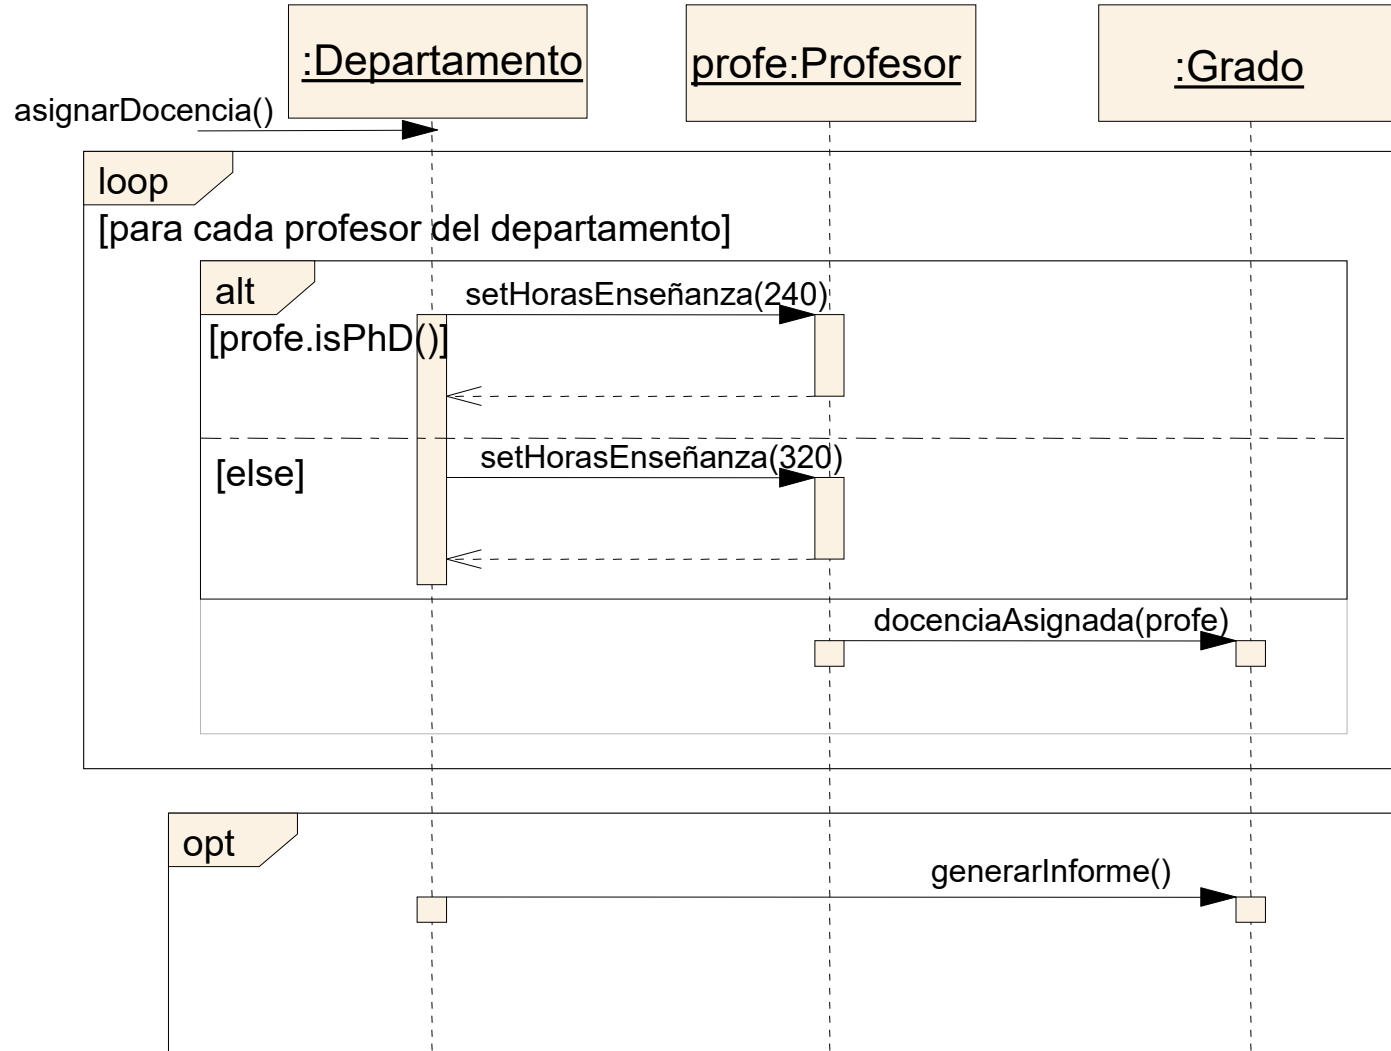 :Departamento
profe:Profesor
:Grado
asignarDocencia()
loop
[para cada profesor del departamento]
alt
setHorasEnseñanza(240)
[profe.isPhD()]
setHorasEnseñanza(320)
[else]
docenciaAsignada(profe)
opt
generarInforme()